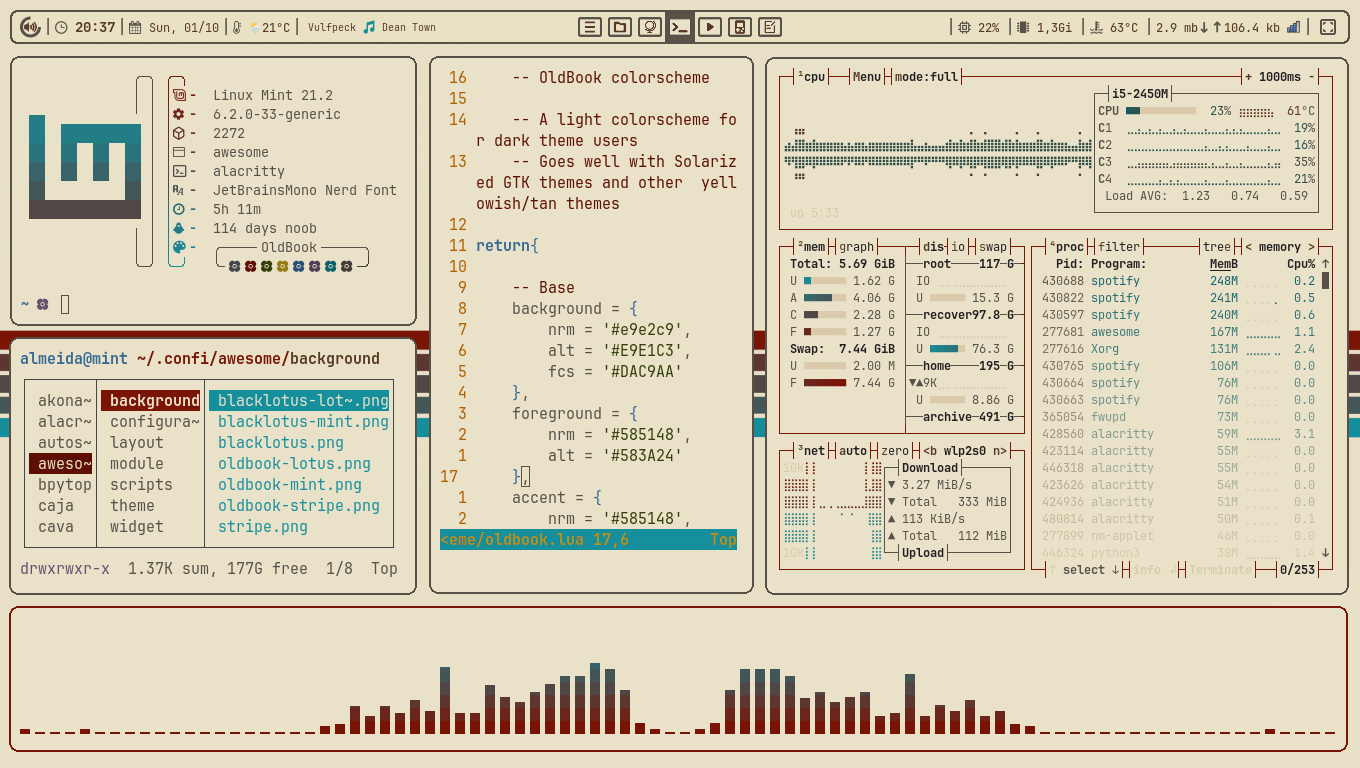 20:37 Sun, 01/10 21°C Vulfpeck Dean Town 22% 1,3Gi 63°C 2.9 mb 106.4 kb
- Linux Mint 21.2
- 6.2.0-33-generic
- 2272
- awesome
- alacritty
- JetBrainsMono Nerd Font
- 5h 11m
- 114 days noob
- OldBook
~
almeida@mint ~/.confi/awesome/background
akona~ background blacklotus-lot~.png
alacr~ configura~ blacklotus-mint.png
autos~ layout blacklotus.png
aweso~ module oldbook-lotus.png
bpytop scripts oldbook-mint.png
caja theme oldbook-stripe.png
cava widget stripe.png
drwxrwxr-x 1.37K sum, 177G free 1/8 Top
16 -- OldBook colorscheme
15
14 -- A light colorscheme fo
r dark theme users
13 -- Goes well with Solariz
ed GTK themes and other  yell
owish/tan themes
12
11 return{
10
9 -- Base
8 background = {
7 nrm = '#e9e2c9',
6 alt = '#E9E1C3',
5 fcs = '#DAC9AA'
4 },
3 foreground = {
2 nrm = '#585148',
1 alt = '#583A24'
17 },
1 accent = {
2 nrm = '#585148',
<eme/oldbook.lua 17,6 Top
¹cpu Menu mode:full + 1000ms -
i5-2450M
CPU 23% 61°C
C1 19%
C2 16%
C3 35%
C4 21%
Load AVG: 1.23 0.74 0.59
up 5:33
²mem graph
Total: 5.69 GiB
U 1.62 G
A 4.06 G
C 2.28 G
F 1.27 G
Swap: 7.44 GiB
U 2.00 M
F 7.44 G
dis io swap
root 117 G
IO
U 15.3 G
recover97.8 G
IO
U 76.3 G
home 195 G
▼▲9K
U 8.86 G
archive 491 G
³net auto zero <b wlp2s0 n>
10K
Download
▼ 3.27 MiB/s
▼ Total 333 MiB
▲ 113 KiB/s
▲ Total 112 MiB
10K
Upload
⁴proc filter tree < memory >
Pid: Program: MemB Cpu% ↑
430688 spotify 248M 0.2
430822 spotify 241M 0.5
430597 spotify 240M 0.6
277681 awesome 167M 1.1
277616 Xorg 131M 2.4
430765 spotify 106M 0.0
430664 spotify 76M 0.0
430663 spotify 76M 0.0
365054 fwupd 73M 0.0
428560 alacritty 59M 3.1
423114 alacritty 55M 0.0
446318 alacritty 55M 0.0
423626 alacritty 54M 0.0
424936 alacritty 51M 0.0
480814 alacritty 50M 0.1
277899 nm-applet 46M 0.0
446324 python3 38M 1.4 ↓
↑ select ↓ info ↲ Terminate 0/253